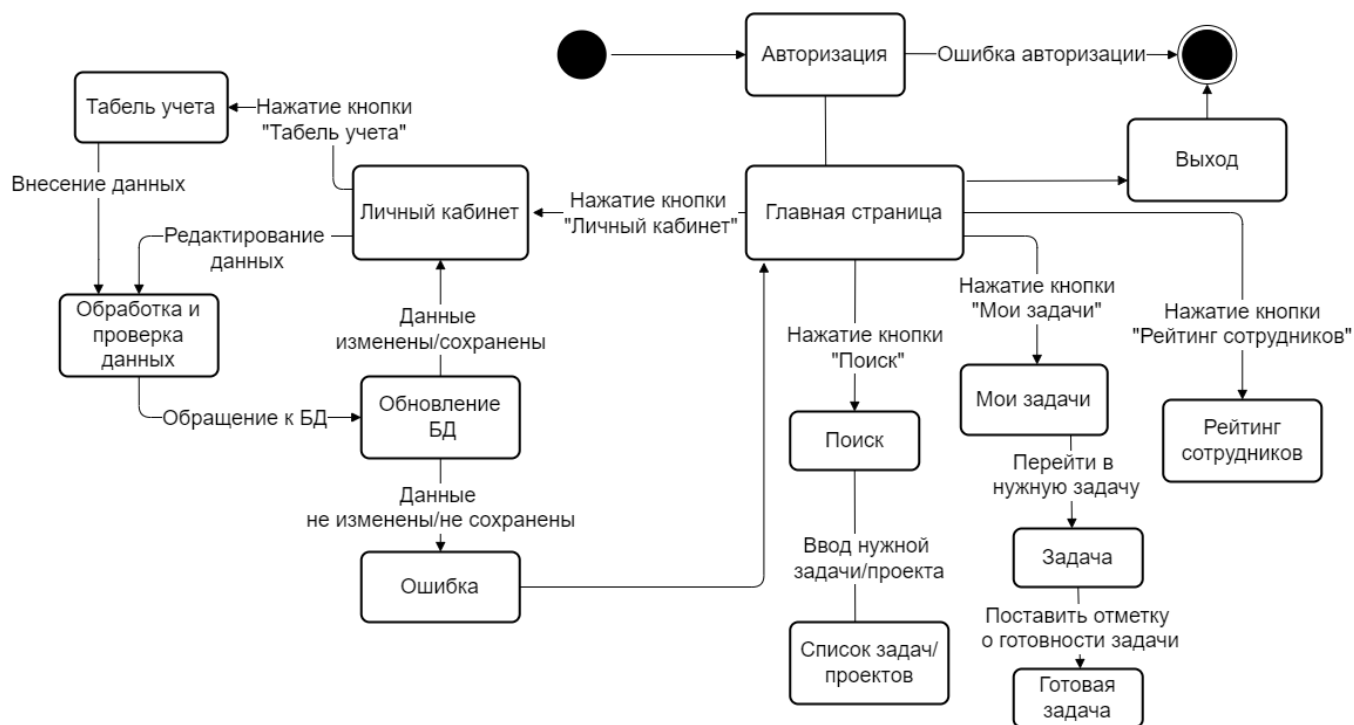 Авторизация
Ошибка авторизации
Табель учета
Нажатие кнопки
"Табель учета"
Выход
Внесение данных
Личный кабинет
Нажатие кнопки
"Личный кабинет"
Главная страница
Редактирование
данных
Обработка и
проверка
данных
Данные
изменены/сохранены
Нажатие кнопки
"Поиск"
Нажатие кнопки
"Мои задачи"
Нажатие кнопки
"Рейтинг сотрудников"
Обращение к БД
Обновление
БД
Поиск
Мои задачи
Рейтинг
сотрудников
Данные
не изменены/не сохранены
Перейти в
нужную задачу
Ошибка
Ввод нужной
задачи/проекта
Задача
Список задач/
проектов
Поставить отметку
о готовности задачи
Готовая
задача